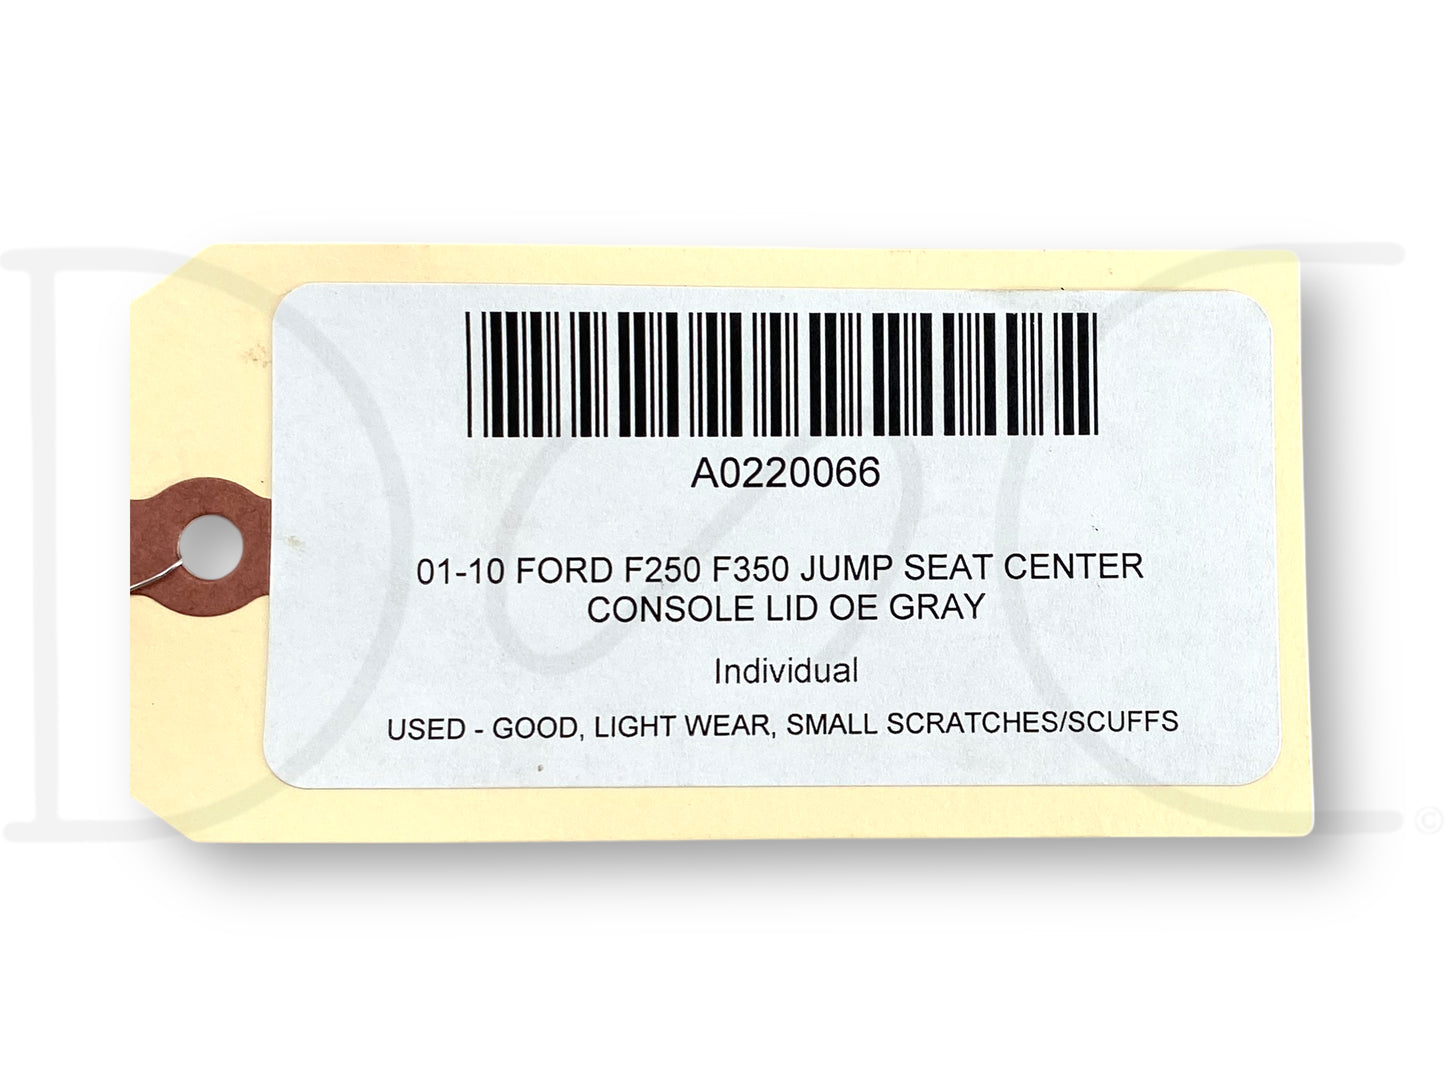 A0220066
01-10 FORD F250 F350 JUMP SEAT CENTER
CONSOLE LID OE GRAY
Individual
USED - GOOD, LIGHT WEAR, SMALL SCRATCHES/SCUFFS
©